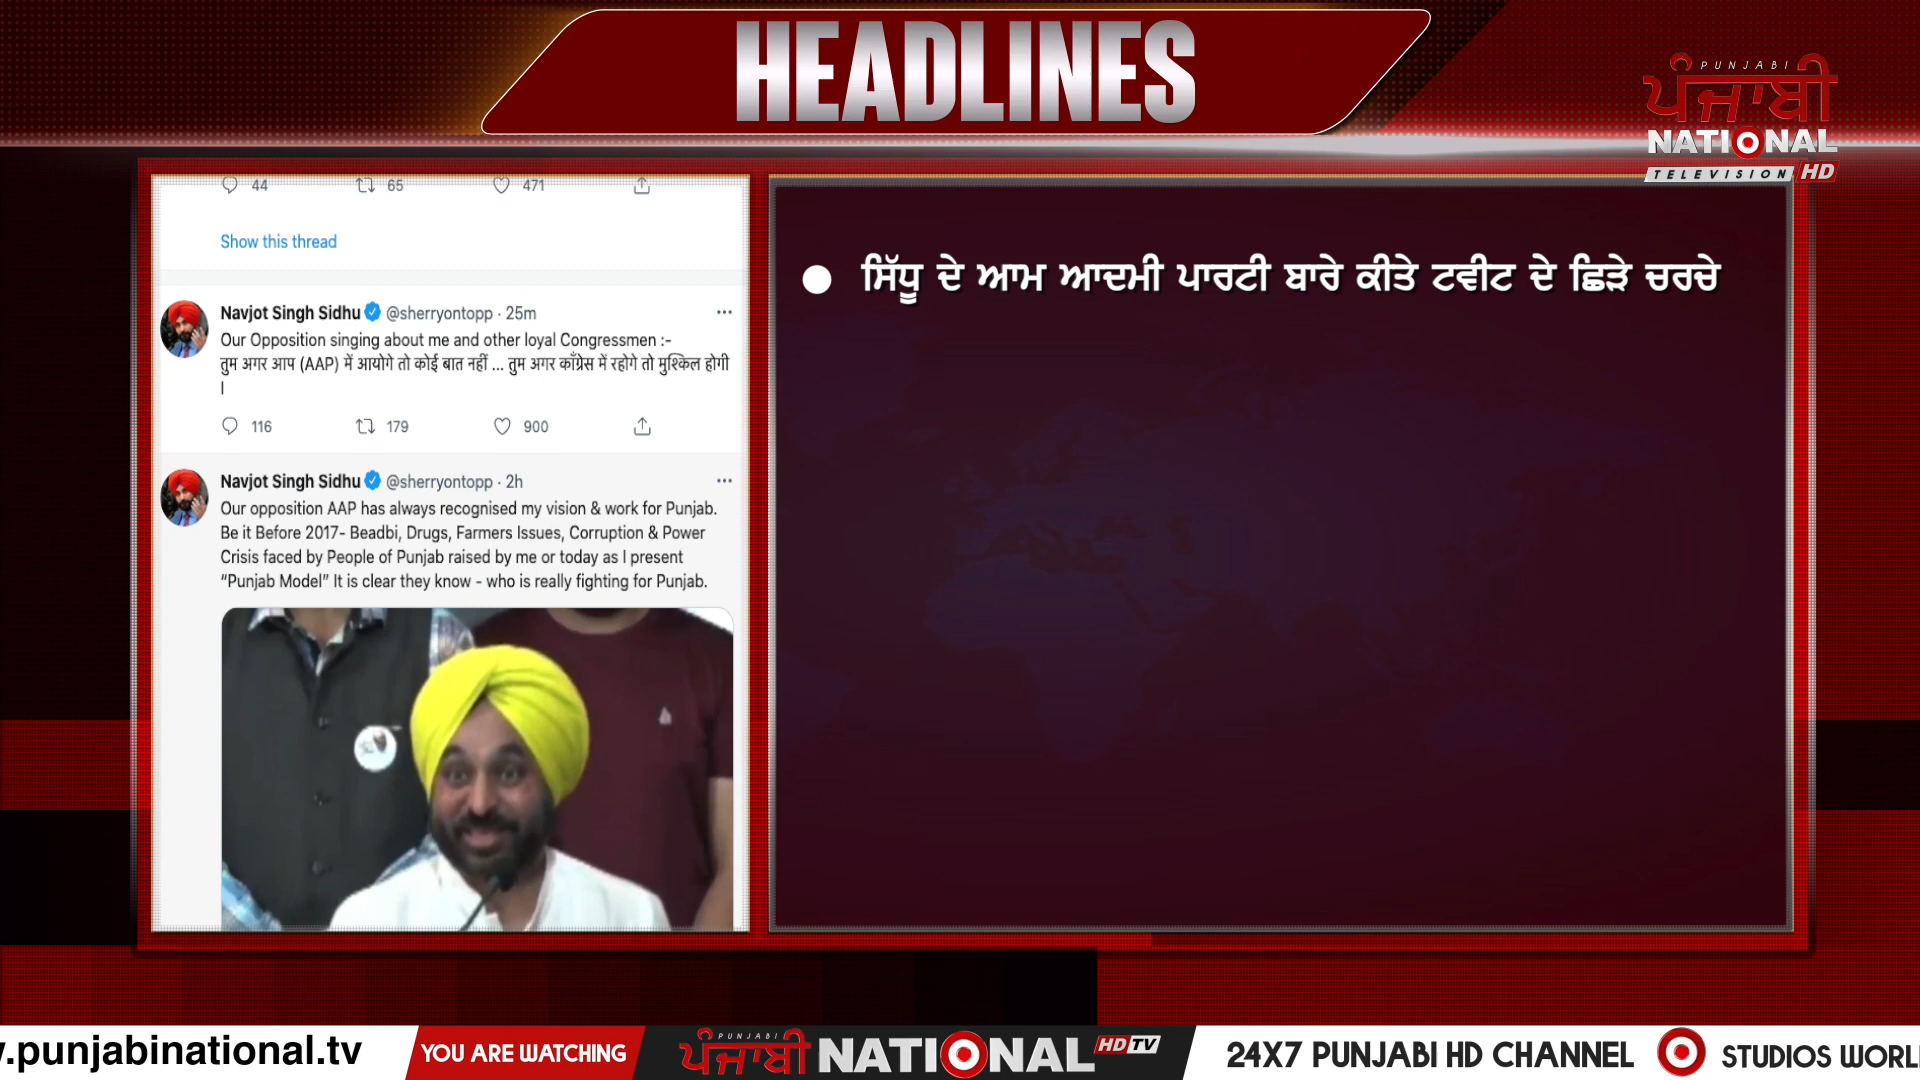 HEADLINES
PUNJABI
ਪੰਜਾਬੀ
NATIONAL
TELEVISION HD
44 65 471
Show this thread
Navjot Singh Sidhu @sherryontopp · 25m
Our Opposition singing about me and other loyal Congressmen :-
तुम अगर आप (AAP) में आयोगे तो कोई बात नहीं ... तुम अगर काँग्रेस में रहोगे तो मुश्किल होगी
।
116 179 900
Navjot Singh Sidhu @sherryontopp · 2h
Our opposition AAP has always recognised my vision & work for Punjab.
Be it Before 2017- Beadbi, Drugs, Farmers Issues, Corruption & Power
Crisis faced by People of Punjab raised by me or today as I present
“Punjab Model” It is clear they know - who is really fighting for Punjab.
● ਸਿੱਧੂ ਦੇ ਆਮ ਆਦਮੀ ਪਾਰਟੀ ਬਾਰੇ ਕੀਤੇ ਟਵੀਟ ਦੇ ਛਿੜੇ ਚਰਚੇ
.punjabinational.tv YOU ARE WATCHING PUNJABI ਪੰਜਾਬੀ NATIONAL HD TV 24X7 PUNJABI HD CHANNEL STUDIOS WORL